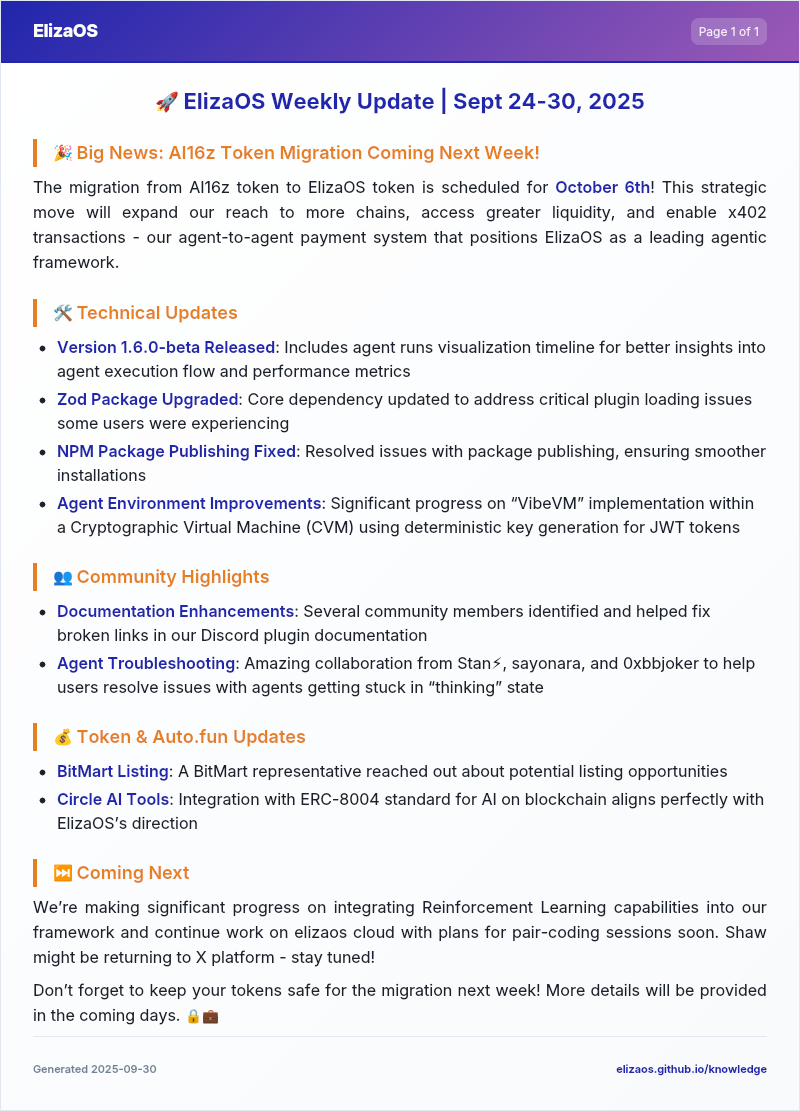 ElizaOS
Page 1 of 1
🚀 ElizaOS Weekly Update | Sept 24-30, 2025
🎉 Big News: AI16z Token Migration Coming Next Week!
The migration from AI16z token to ElizaOS token is scheduled for October 6th! This strategic
move will expand our reach to more chains, access greater liquidity, and enable x402
transactions - our agent-to-agent payment system that positions ElizaOS as a leading agentic
framework.
🛠️ Technical Updates
• Version 1.6.0-beta Released: Includes agent runs visualization timeline for better insights into
agent execution flow and performance metrics
• Zod Package Upgraded: Core dependency updated to address critical plugin loading issues
some users were experiencing
• NPM Package Publishing Fixed: Resolved issues with package publishing, ensuring smoother
installations
• Agent Environment Improvements: Significant progress on “VibeVM” implementation within
a Cryptographic Virtual Machine (CVM) using deterministic key generation for JWT tokens
👥 Community Highlights
• Documentation Enhancements: Several community members identified and helped fix
broken links in our Discord plugin documentation
• Agent Troubleshooting: Amazing collaboration from Stan⚡, sayonara, and 0xbbjoker to help
users resolve issues with agents getting stuck in “thinking” state
💰 Token & Auto.fun Updates
• BitMart Listing: A BitMart representative reached out about potential listing opportunities
• Circle AI Tools: Integration with ERC-8004 standard for AI on blockchain aligns perfectly with
ElizaOS’s direction
⏭️ Coming Next
We’re making significant progress on integrating Reinforcement Learning capabilities into our
framework and continue work on elizaos cloud with plans for pair-coding sessions soon. Shaw
might be returning to X platform - stay tuned!
Don’t forget to keep your tokens safe for the migration next week! More details will be provided
in the coming days. 🔒💼
Generated 2025-09-30
elizaos.github.io/knowledge